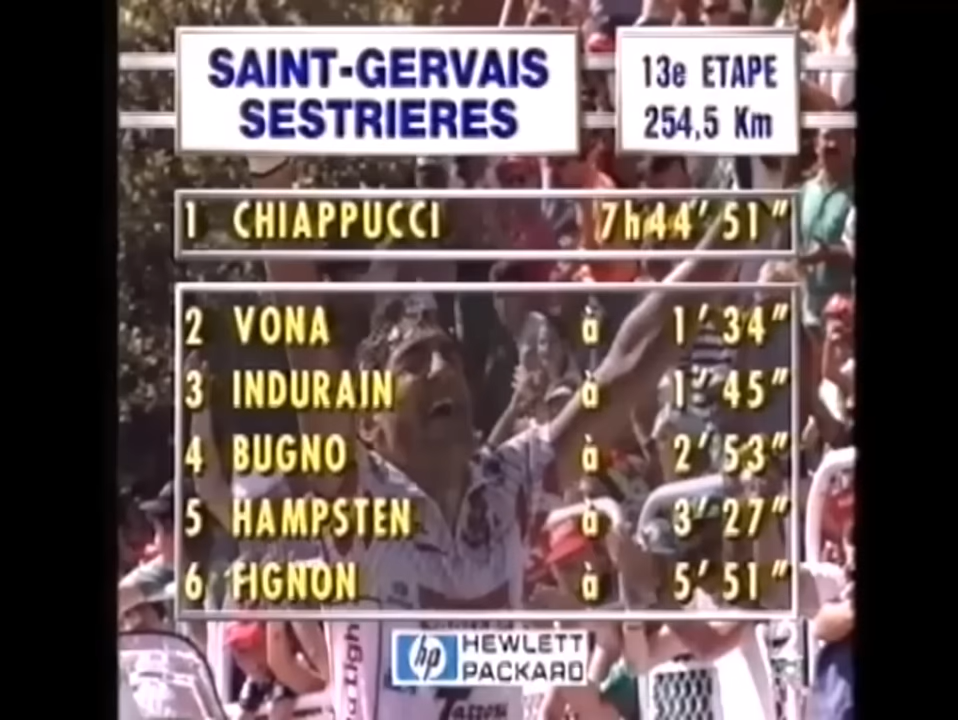 SAINT-GERVAIS
SESTRIERES
13e ETAPE
254,5 Km
1 CHIAPPUCCI 7h44'51"
2 VONA à 1'34"
3 INDURAIN à 1'45"
4 BUGNO à 2'53"
5 HAMPSTEN à 3'27"
6 FIGNON à 5'51"
hp HEWLETT
PACKARD